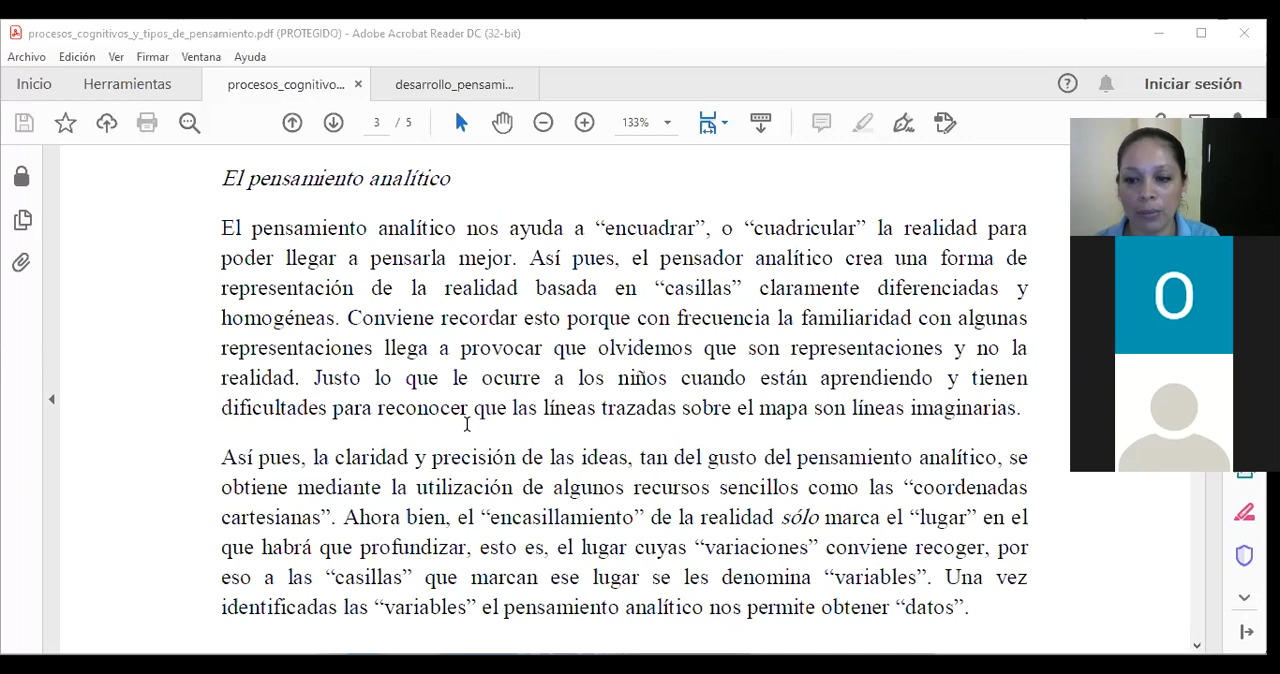 procesos_cognitivos_y_tipos_de_pensamiento.pdf (PROTEGIDO) - Adobe Acrobat Reader DC (32-bit)
Archivo Edición Ver Firmar Ventana Ayuda
Inicio Herramientas procesos_cognitivo... × desarrollo_pensami... Iniciar sesión
3 / 5 133%
El pensamiento analítico
El pensamiento analítico nos ayuda a “encuadrar”, o “cuadricular” la realidad para
poder llegar a pensarla mejor. Así pues, el pensador analítico crea una forma de
representación de la realidad basada en “casillas” claramente diferenciadas y
homogéneas. Conviene recordar esto porque con frecuencia la familiaridad con algunas
representaciones llega a provocar que olvidemos que son representaciones y no la
realidad. Justo lo que le ocurre a los niños cuando están aprendiendo y tienen
dificultades para reconocer que las líneas trazadas sobre el mapa son líneas imaginarias.
Así pues, la claridad y precisión de las ideas, tan del gusto del pensamiento analítico, se
obtiene mediante la utilización de algunos recursos sencillos como las “coordenadas
cartesianas”. Ahora bien, el “encasillamiento” de la realidad sólo marca el “lugar” en el
que habrá que profundizar, esto es, el lugar cuyas “variaciones” conviene recoger, por
eso a las “casillas” que marcan ese lugar se les denomina “variables”. Una vez
identificadas las “variables” el pensamiento analítico nos permite obtener “datos”.
O